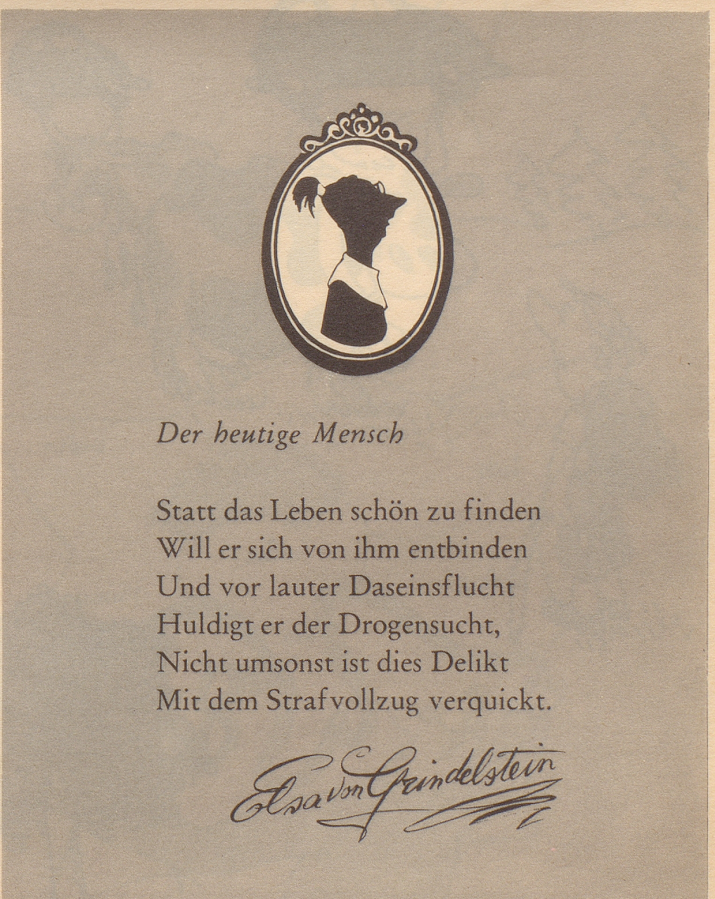 Der heutige Mensch
Statt das Leben schön zu finden
Will er sich von ihm entbinden
Und vor lauter Daseinsflucht
Huldigt er der Drogensucht,
Nicht umsonst ist dies Delikt
Mit dem Strafvollzug verquickt.
Elsa von Grindelstein